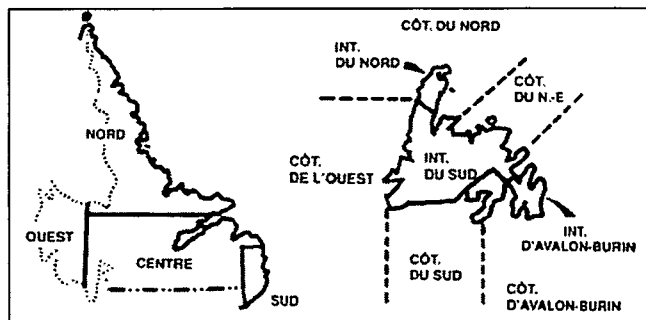 NORD
OUEST
CENTRE
SUD
CÔT. DU NORD
INT.
DU NORD
CÔT.
DU N.-E
CÔT.
DE L'OUEST
INT.
DU SUD
INT.
D'AVALON-BURIN
CÔT.
DU SUD
CÔT.
D'AVALON-BURIN